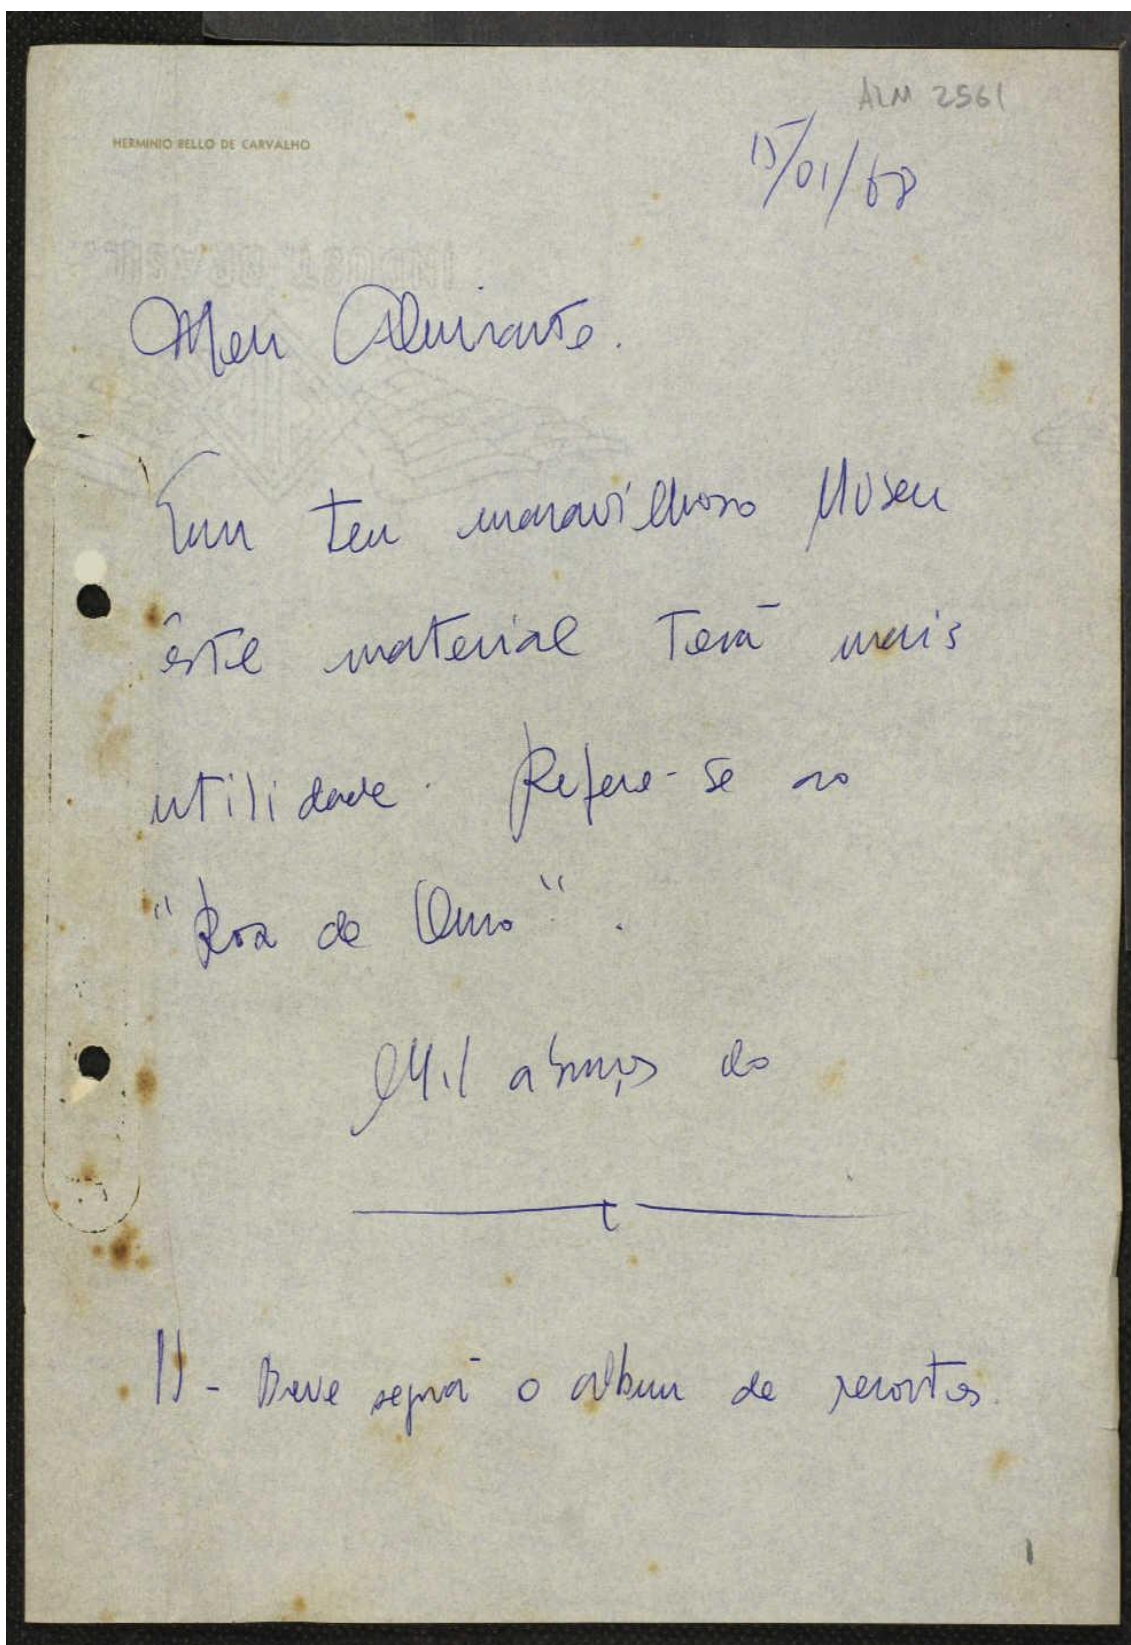 ALM 2561
HERMINIO BELLO DE CARVALHO
15/01/68
Meu Almirante.
Em teu maravilhoso Museu
êste material terá mais
utilidade. Refere-se ao
"Rosa de Ouro".
Mil abraços do
- Breve seguirá o album de recortes.
1